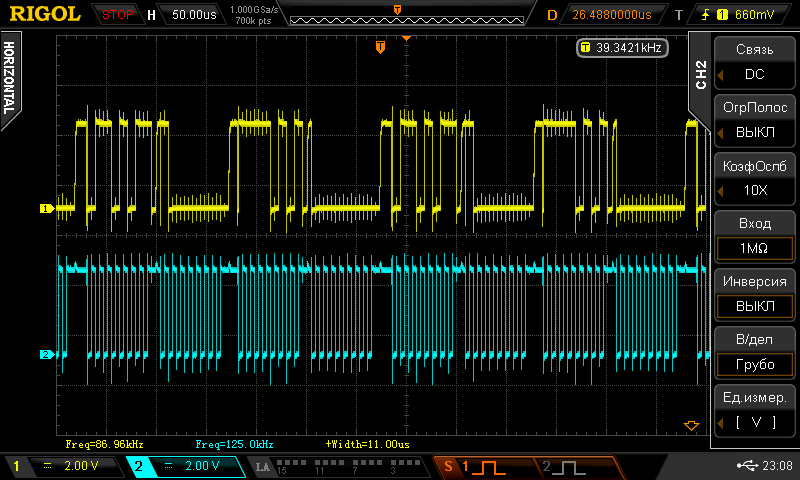 RIGOL STOP H 50.00us 1.000GSa/s 700k pts T D 26.4880000us T 1 660mV
HORIZONTAL
T
T 39.3421kHz
CH2
Связь
DC
ОгрПолос
ВЫКЛ
КоэфОслб
10X
Вход
1MΩ
Инверсия
ВЫКЛ
В/дел
Грубо
Ед.измер.
[ V ]
1
2
Freq=86.96kHz Freq=125.0kHz +Width=11.00us
1 2.00 V 2 2.00 V LA 15 11 7 3 S 1 2 23:08